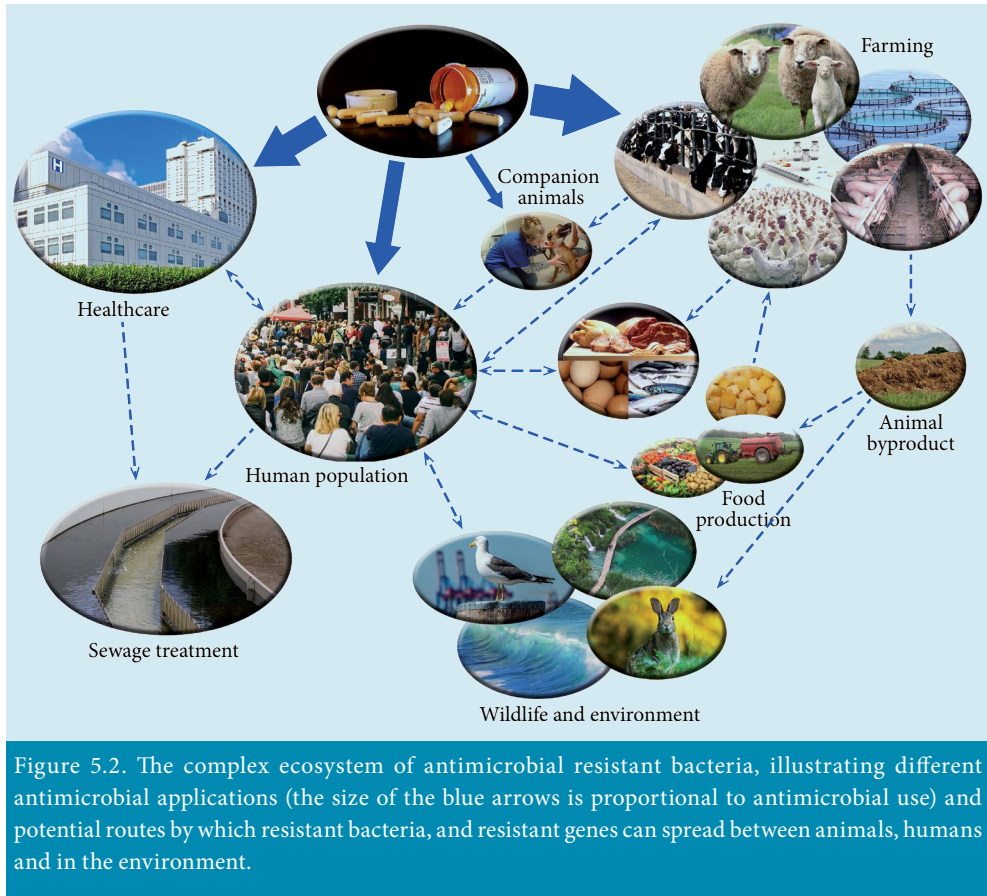 Farming
Companion
animals
H
Healthcare
Human population
Animal
byproduct
Food
production
Sewage treatment
Wildlife and environment
Figure 5.2. The complex ecosystem of antimicrobial resistant bacteria, illustrating different
antimicrobial applications (the size of the blue arrows is proportional to antimicrobial use) and
potential routes by which resistant bacteria, and resistant genes can spread between animals, humans
and in the environment.